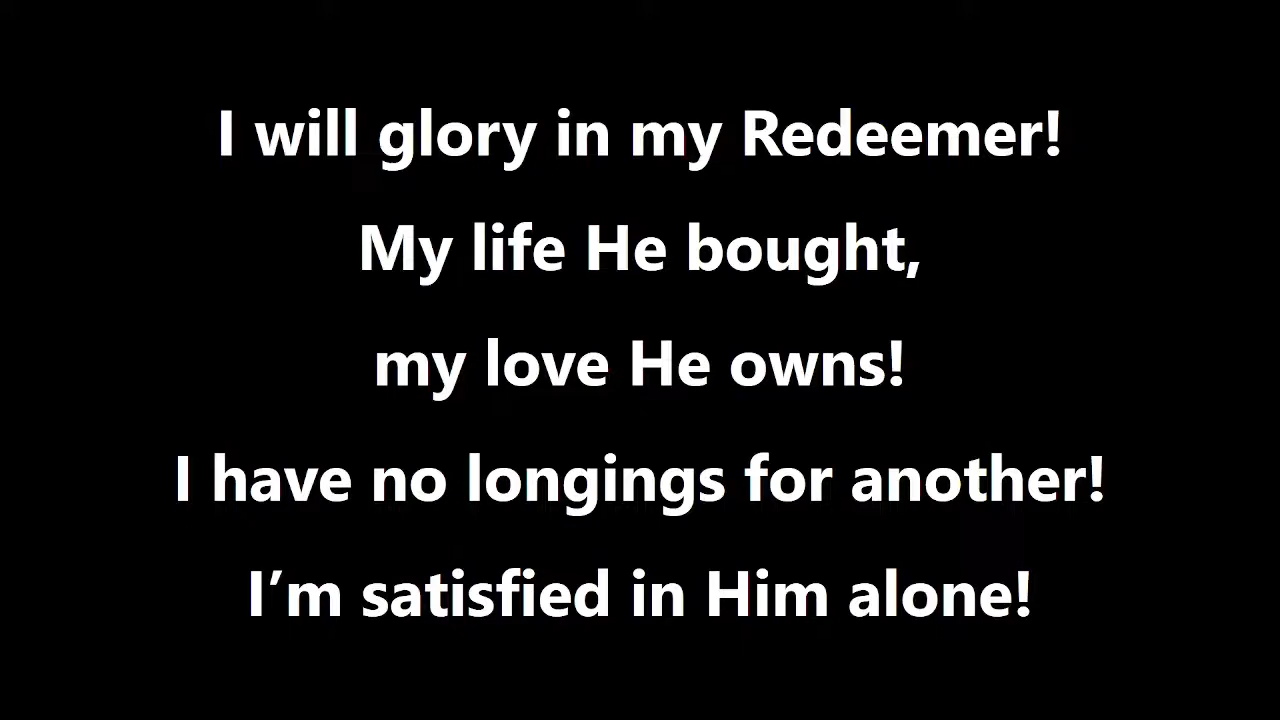 I will glory in my Redeemer!
My life He bought,
my love He owns!
I have no longings for another!
I’m satisfied in Him alone!